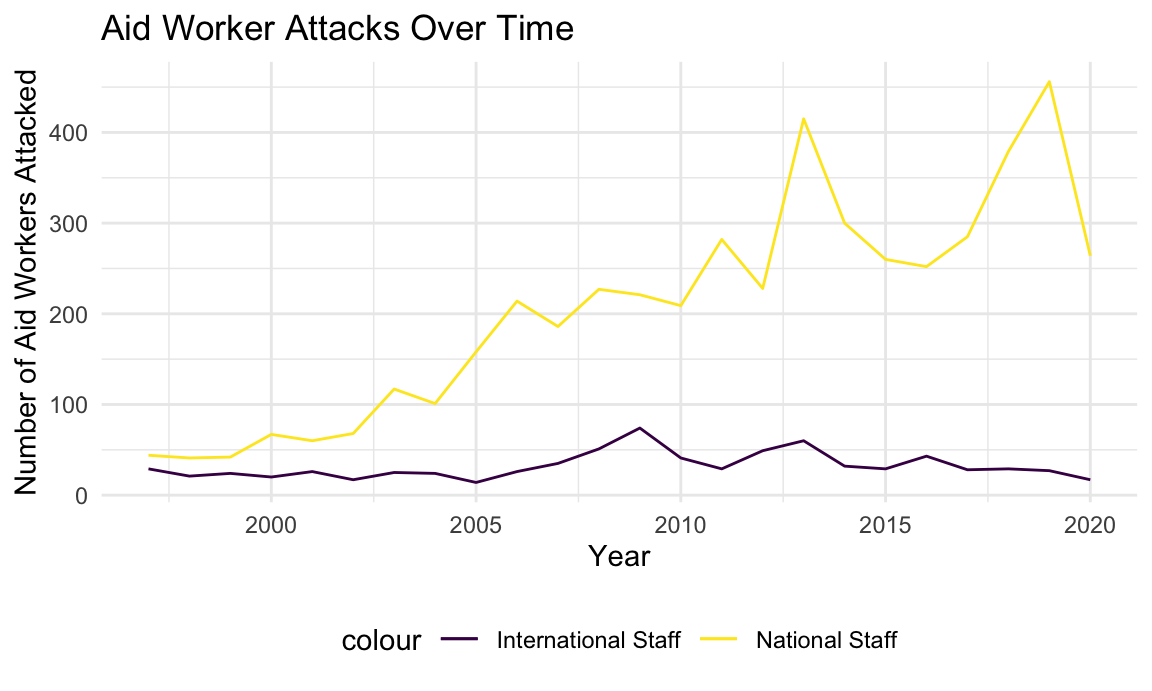 Aid Worker Attacks Over Time
Number of Aid Workers Attacked
400
300
200
100
0
2000 2005 2010 2015 2020
Year
colour International Staff National Staff